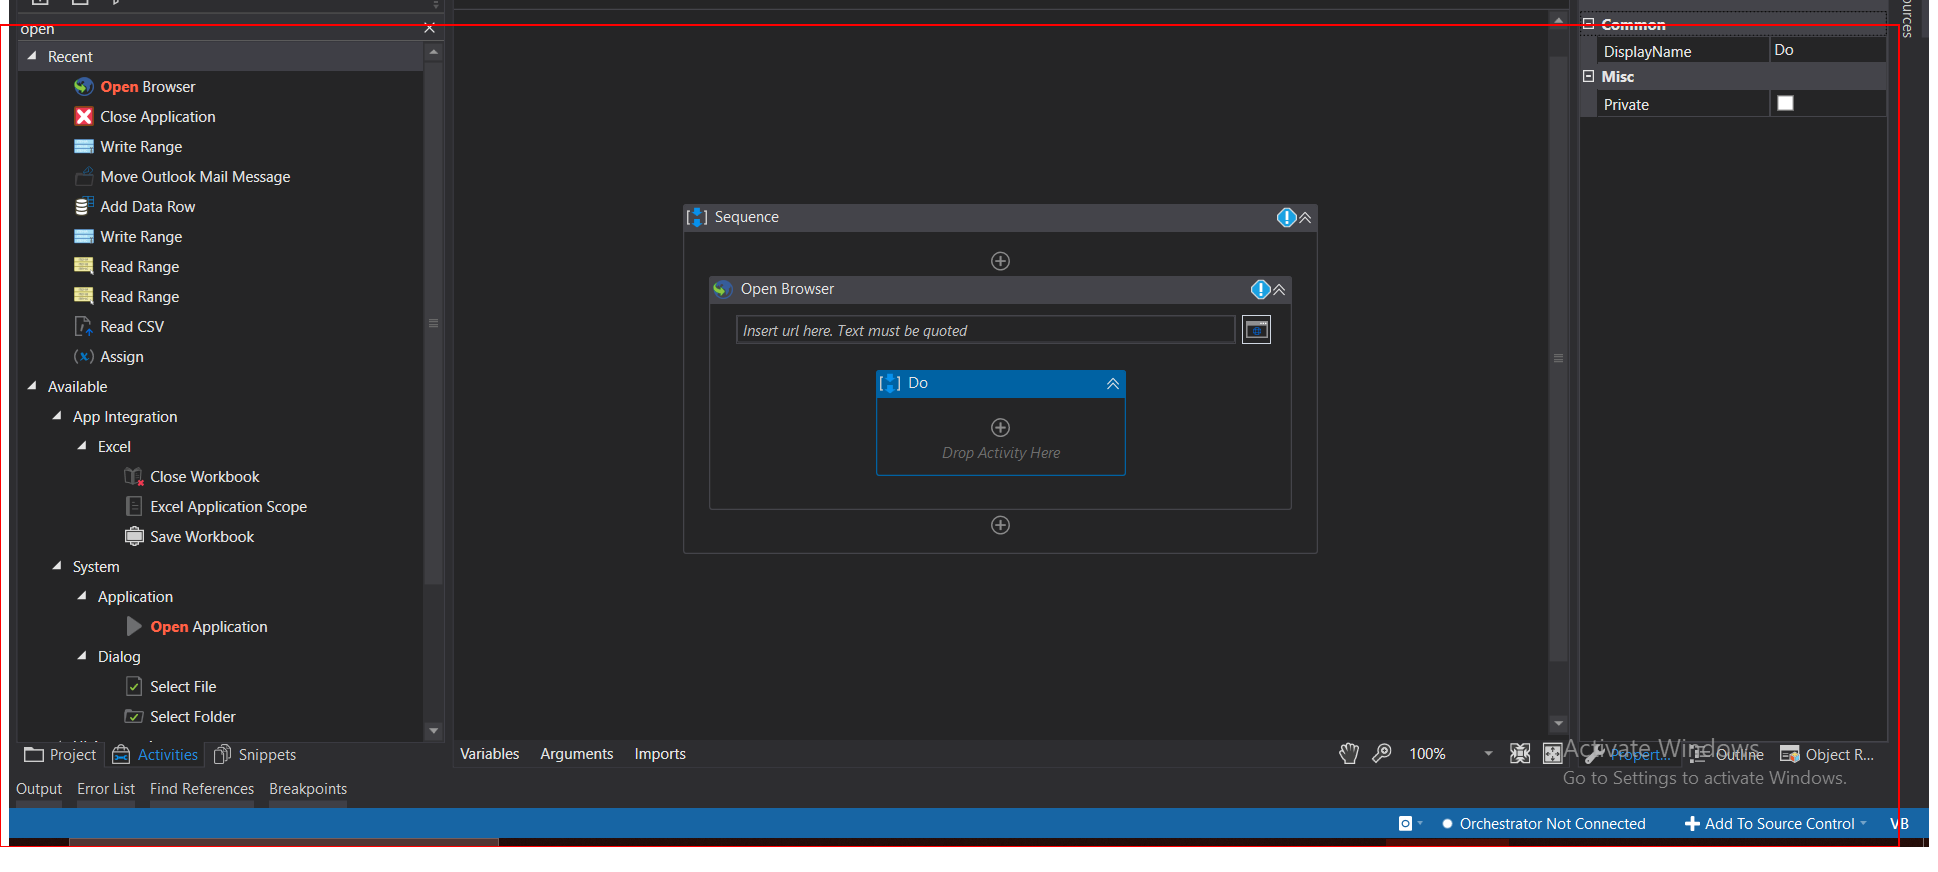 open
Recent
Open Browser
Close Application
Write Range
Move Outlook Mail Message
Add Data Row
Write Range
Read Range
Read Range
Read CSV
Assign
Available
App Integration
Excel
Close Workbook
Excel Application Scope
Save Workbook
System
Application
Open Application
Dialog
Select File
Select Folder
Project
Activities
Snippets
Output
Error List
Find References
Breakpoints
Sequence
Open Browser
Insert url here. Text must be quoted
Do
Drop Activity Here
Variables
Arguments
Imports
100%
Common
DisplayName
Do
Misc
Private
Activate Windows
Go to Settings to activate Windows.
Propert...
Outline
Object R...
Orchestrator Not Connected
Add To Source Control
VB